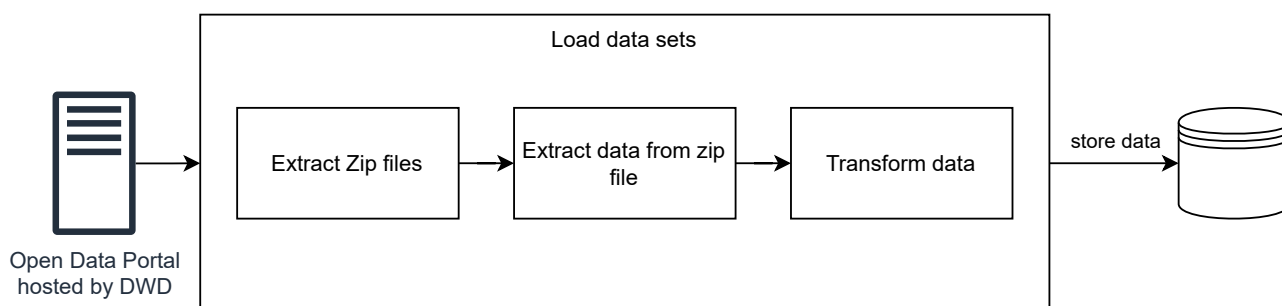 Load data sets
Open Data Portal
hosted by DWD
Extract Zip files
Extract data from zip
file
Transform data
store data